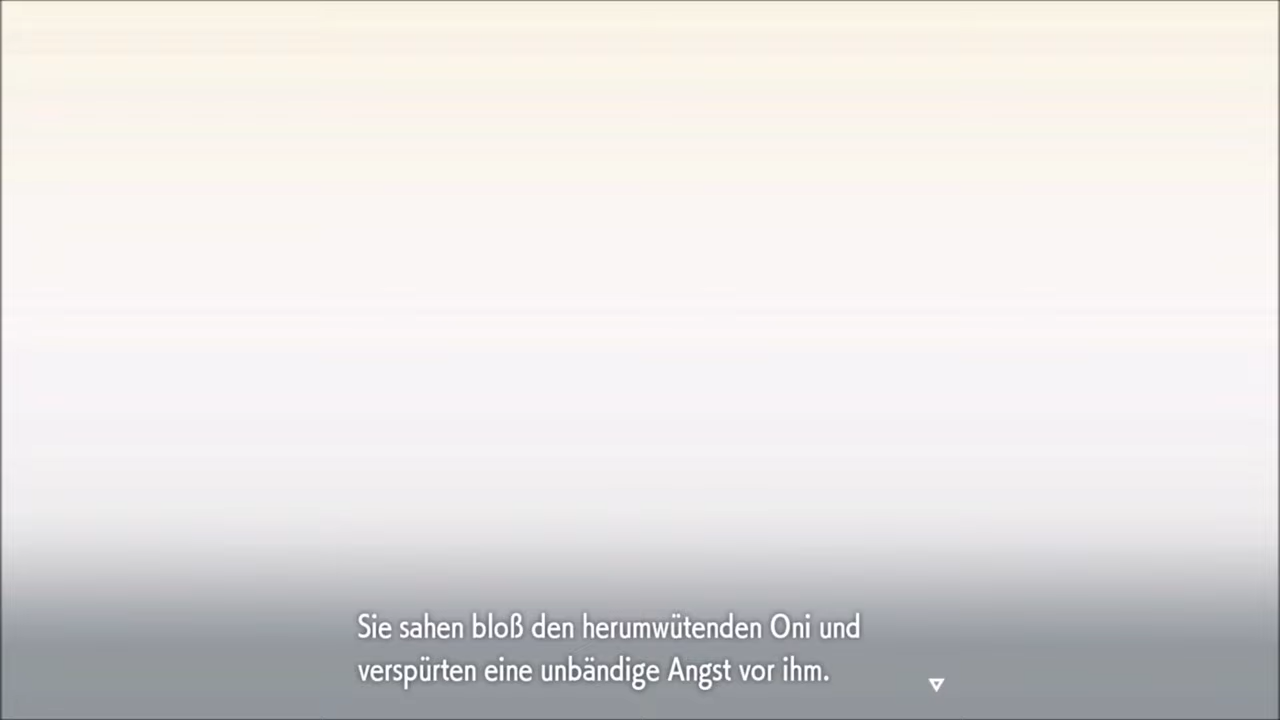 Sie sahen bloß den herumwütenden Oni und
verspürten eine unbändige Angst vor ihm.